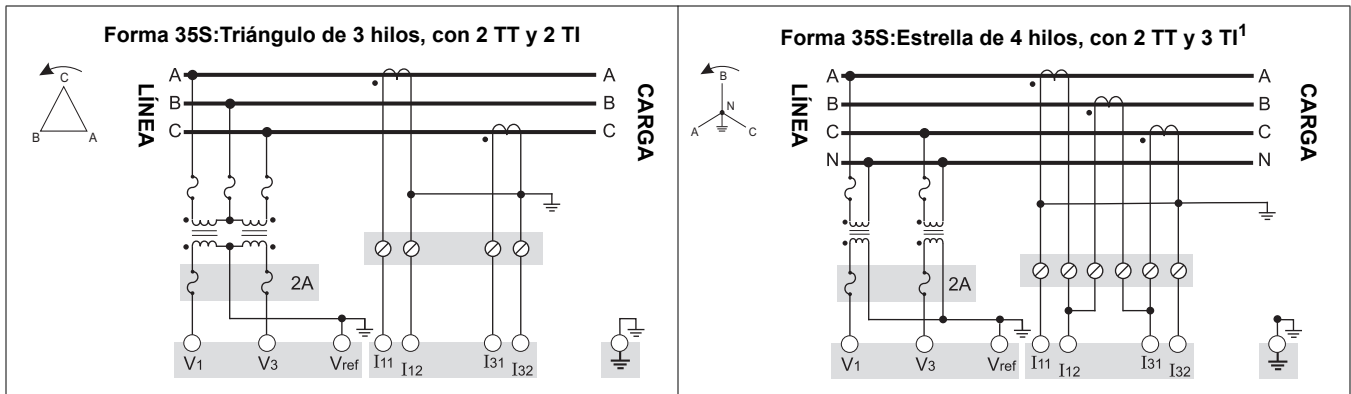 Forma 35S:Triángulo de 3 hilos, con 2 TT y 2 TI
C
B A
LÍNEA
A A
B B
C C
CARGA
2A
V1 V3 Vref I11 I12 I31 I32
Forma 35S:Estrella de 4 hilos, con 2 TT y 3 TI1
B
N
A C
LÍNEA
A A
B B
C C
N N
CARGA
2A
V1 V3 Vref I11 I12 I31 I32